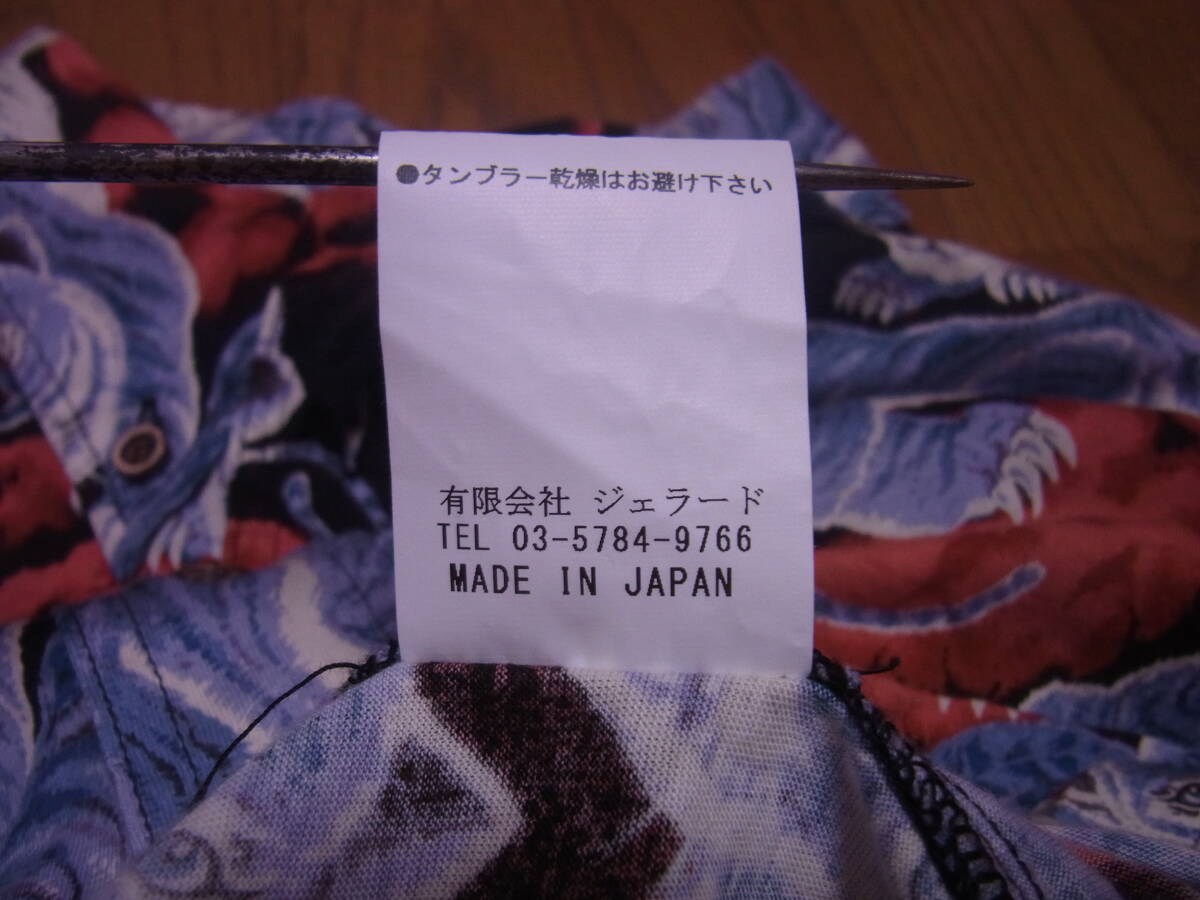 ●タンブラー乾燥はお避け下さい
有限会社 ジェラード
TEL 03-5784-9766
MADE IN JAPAN